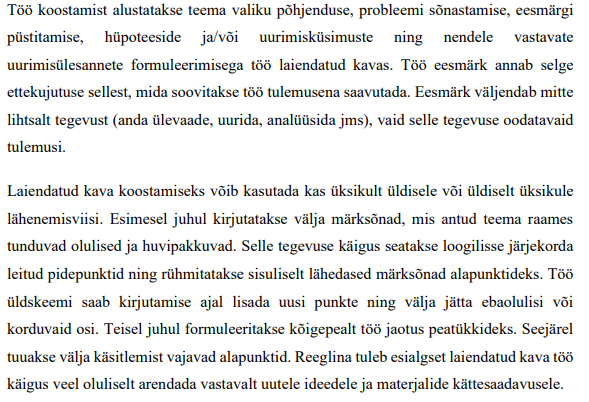 Töö koostamist alustatakse teema valiku põhjenduse, probleemi sõnastamise, eesmärgi
püstitamise, hüpoteeside ja/või uurimisküsimuste ning nendele vastavate
uurimisülesannete formuleerimisega töö laiendatud kavas. Töö eesmärk annab selge
ettekujutuse sellest, mida soovitakse töö tulemusena saavutada. Eesmärk väljendab mitte
lihtsalt tegevust (anda ülevaade, uurida, analüüsida jms), vaid selle tegevuse oodatavaid
tulemusi.
Laiendatud kava koostamiseks võib kasutada kas üksikult üldisele või üldiselt üksikule
lähenemisviisi. Esimesel juhul kirjutatakse välja märksõnad, mis antud teema raames
tunduvad olulised ja huvipakkuvad. Selle tegevuse käigus seatakse loogilisse järjekorda
leitud pidepunktid ning rühmitatakse sisuliselt lähedased märksõnad alapunktideks. Töö
üldskeemi saab kirjutamise ajal lisada uusi punkte ning välja jätta ebaolulisi või
korduvaid osi. Teisel juhul formuleeritakse kõigepealt töö jaotus peatükkideks. Seejärel
tuuakse välja käsitlemist vajavad alapunktid. Reeglina tuleb esialgset laiendatud kava töö
käigus veel oluliselt arendada vastavalt uutele ideedele ja materjalide kättesaadavusele.